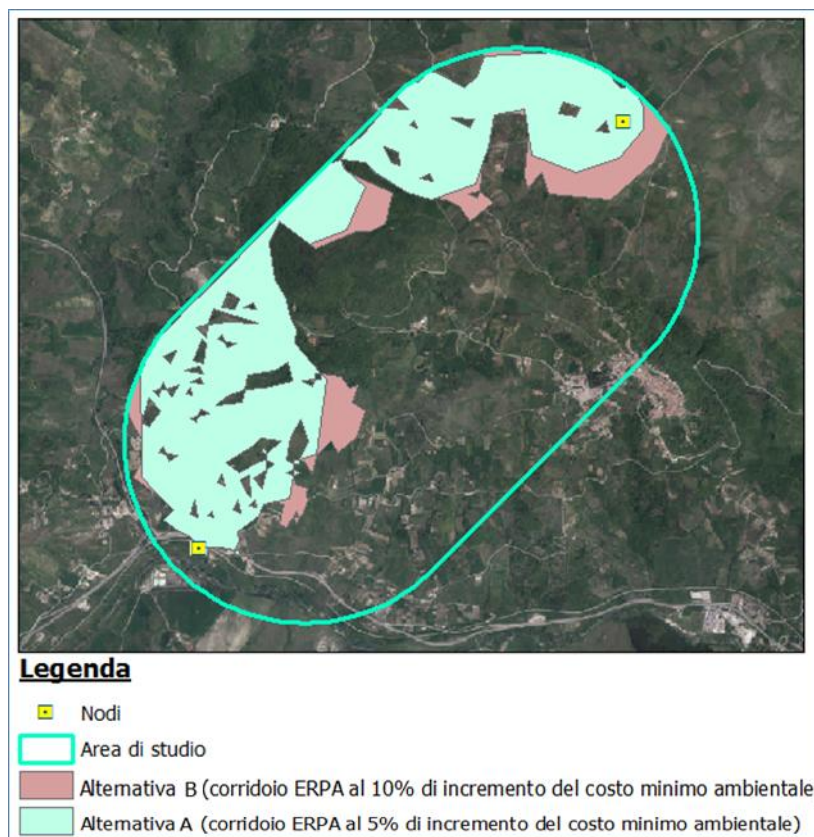 Legenda
Nodi
Area di studio
Alternativa B (corridoio ERPA al 10% di incremento del costo minimo ambientale
Alternativa A (corridoio ERPA al 5% di incremento del costo minimo ambientale)